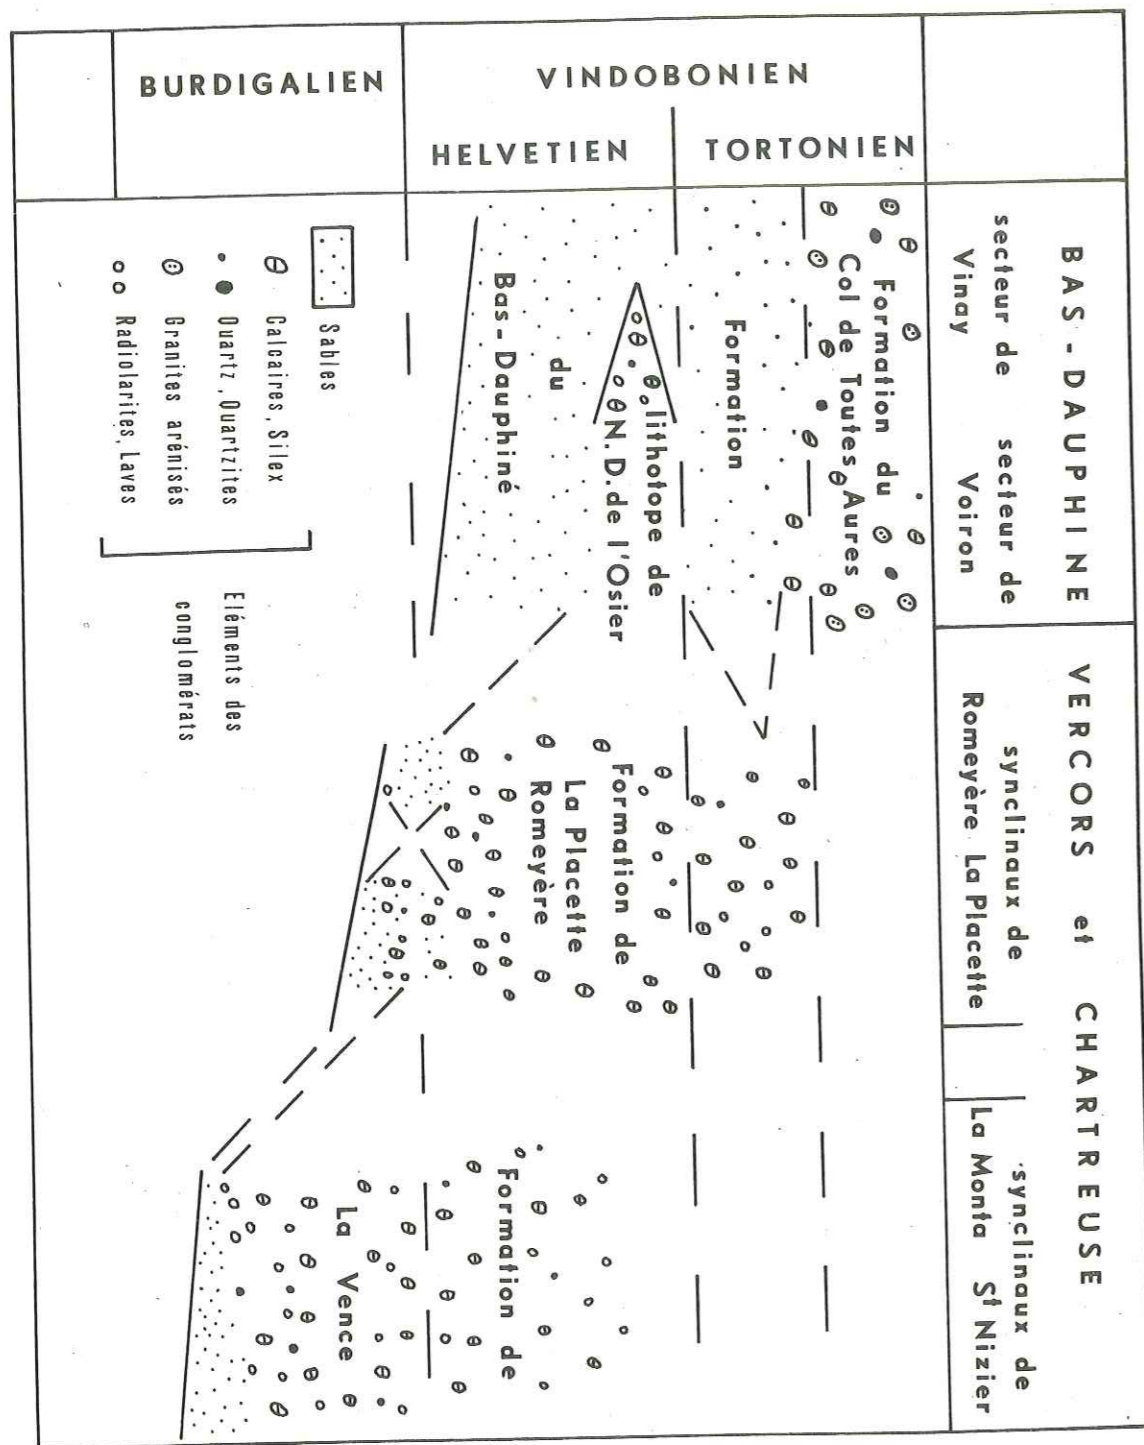 BAS-DAUPHINE
VERCORS et CHARTREUSE
secteur de
Vinay
secteur de
Voiron
synclinaux de
Romeyère La Placette
synclinaux de
La Monta St Nizier
VINDOBONIEN
TORTONIEN
HELVETIEN
BURDIGALIEN
Formation du
Col de Toutes Aures
Formation
du
Bas-Dauphiné
lithotope de
N.D. de l'Osier
Formation de
La Placette
Romeyère
Formation de
La Vence
Sables
Calcaires, Silex
Quartz, Quartzites
Granites arénisés
Radiolarites, Laves
Eléments des
conglomérats